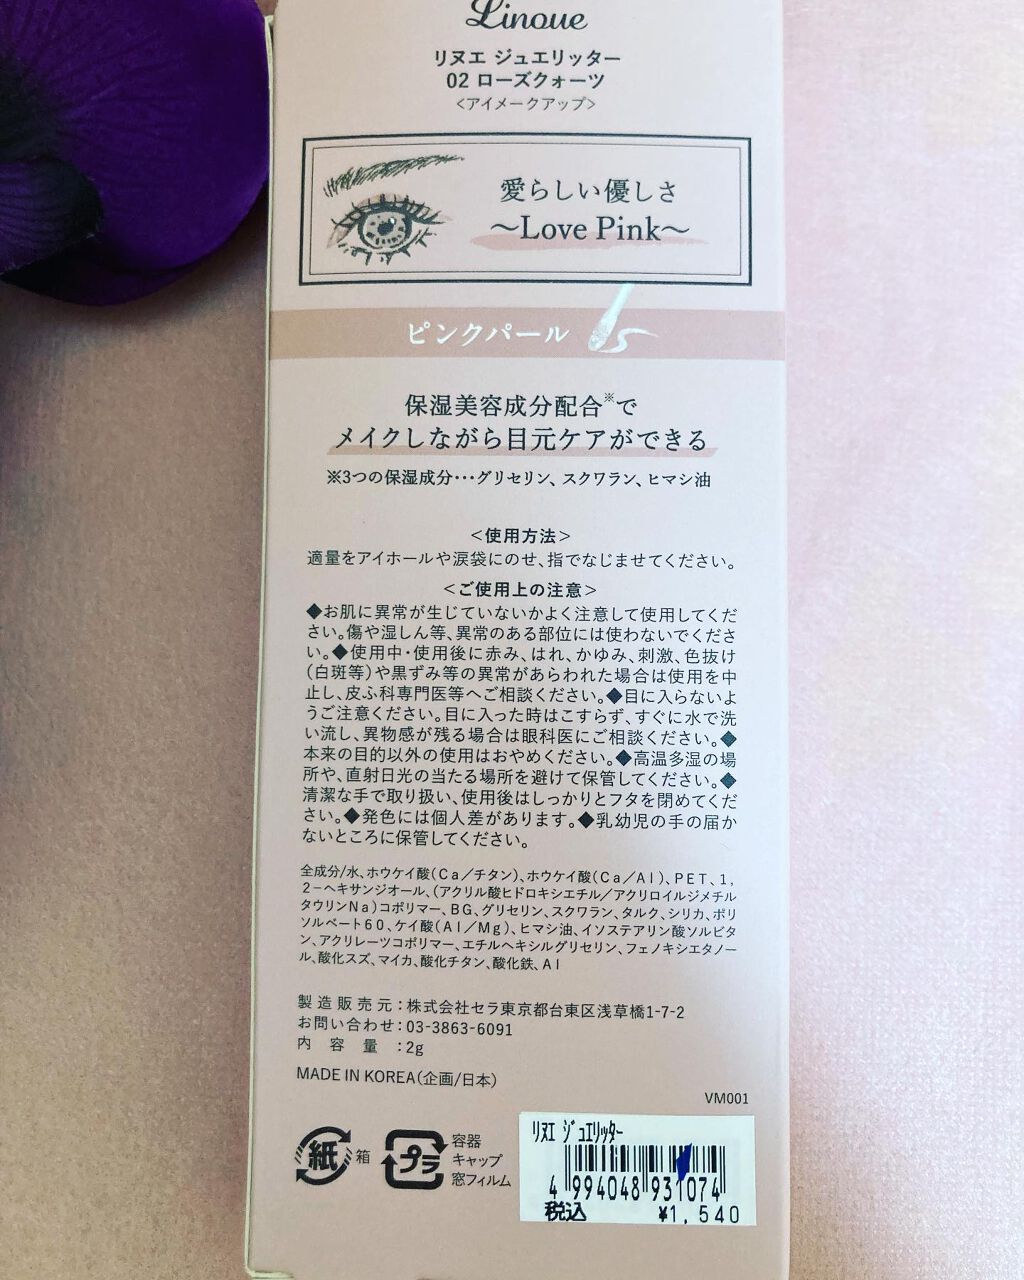 Linoue
リヌエ ジュエリッター
02 ローズクォーツ
<アイメークアップ>
愛らしい優しさ
～Love Pink～
ピンクパール
保湿美容成分配合※で
メイクしながら目元ケアができる
※3つの保湿成分･･･グリセリン、スクワラン、ヒマシ油
<使用方法>
適量をアイホールや涙袋にのせ、指でなじませてください。
<ご使用上の注意>
◆お肌に異常が生じていないかよく注意して使用してくだ
さい。傷や湿しん等、異常のある部位には使わないでくださ
い。◆使用中・使用後に赤み、はれ、かゆみ、刺激、色抜け
(白斑等)や黒ずみ等の異常があらわれた場合は使用を中
止し、皮ふ科専門医等へご相談ください。◆目に入らないよ
うご注意ください。目に入った時はこすらず、すぐに水で洗
い流し、異物感が残る場合は眼科医にご相談ください。◆
本来の目的以外の使用はおやめください。◆高温多湿の場
所や、直射日光の当たる場所を避けて保管してください。◆
清潔な手で取り扱い、使用後はしっかりとフタを閉めてくだ
さい。◆発色には個人差があります。◆乳幼児の手の届か
ないところに保管してください。
全成分/水、ホウケイ酸(Ca／チタン)、ホウケイ酸(Ca／Al)、PET、1,
2－ヘキサンジオール、(アクリル酸ヒドロキシエチル／アクリロイルジメチル
タウリンNa)コポリマー、BG、グリセリン、スクワラン、タルク、シリカ、ポリ
ソルベート60、ケイ酸(Al／Mg)、ヒマシ油、イソステアリン酸ソルビタ
ン、アクリレーツコポリマー、エチルヘキシルグリセリン、フェノキシエタノー
ル、酸化スズ、マイカ、酸化チタン、酸化鉄、Al
製造販売元：株式会社セラ東京都台東区浅草橋1-7-2
お問い合わせ：03-3863-6091
内容量：2g
MADE IN KOREA(企画/日本)
VM001
紙 箱
プラ 容器
キャップ
窓フィルム
リヌエ ジュエリッター
4 994048 931074
税込 ¥1,540